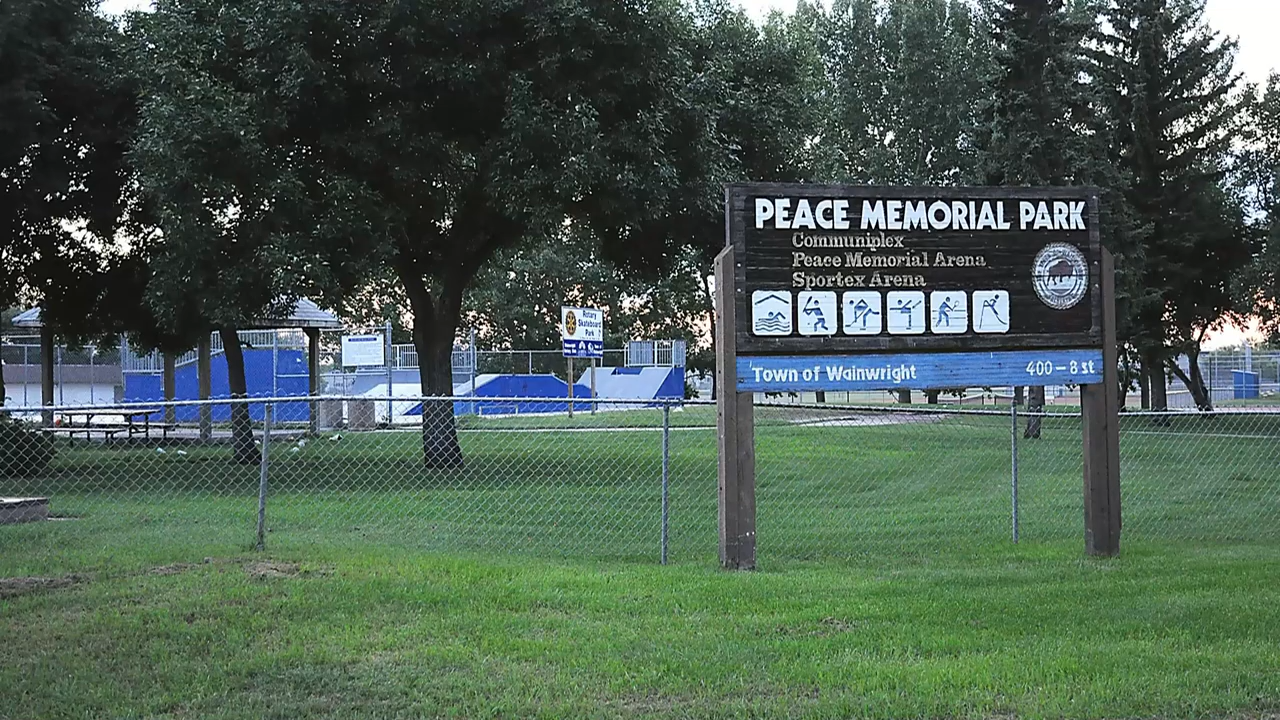 PEACE MEMORIAL PARK
Communiplex
Peace Memorial Arena
Sportex Arena
Town of Wainwright 400 – 8 st
Rotary
Skateboard
Park